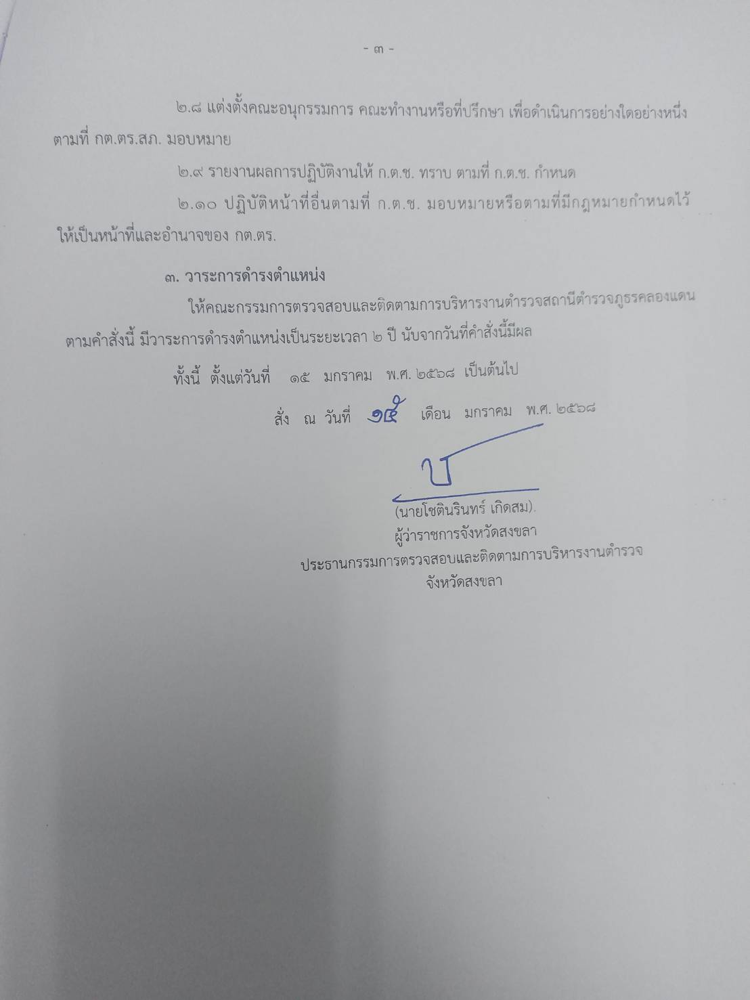 - ๓ -
๒.๘ แต่งตั้งคณะอนุกรรมการ คณะทำงานหรือที่ปรึกษา เพื่อดำเนินการอย่างใดอย่างหนึ่ง
ตามที่ กต.ตร.สภ. มอบหมาย
๒.๙ รายงานผลการปฏิบัติงานให้ ก.ต.ช. ทราบ ตามที่ ก.ต.ช. กำหนด
๒.๑๐ ปฏิบัติหน้าที่อื่นตามที่ ก.ต.ช. มอบหมายหรือตามที่มีกฎหมายกำหนดไว้
ให้เป็นหน้าที่และอำนาจของ กต.ตร.
๓. วาระการดำรงตำแหน่ง
ให้คณะกรรมการตรวจสอบและติดตามการบริหารงานตำรวจสถานีตำรวจภูธรคลองแดน
ตามคำสั่งนี้ มีวาระการดำรงตำแหน่งเป็นระยะเวลา ๒ ปี นับจากวันที่คำสั่งนี้มีผล
ทั้งนี้ ตั้งแต่วันที่ ๑๕ มกราคม พ.ศ. ๒๕๖๘ เป็นต้นไป
สั่ง ณ วันที่ ๑๕ เดือน มกราคม พ.ศ. ๒๕๖๘
(นายโชตินรินทร์ เกิดสม)
ผู้ว่าราชการจังหวัดสงขลา
ประธานกรรมการตรวจสอบและติดตามการบริหารงานตำรวจ
จังหวัดสงขลา